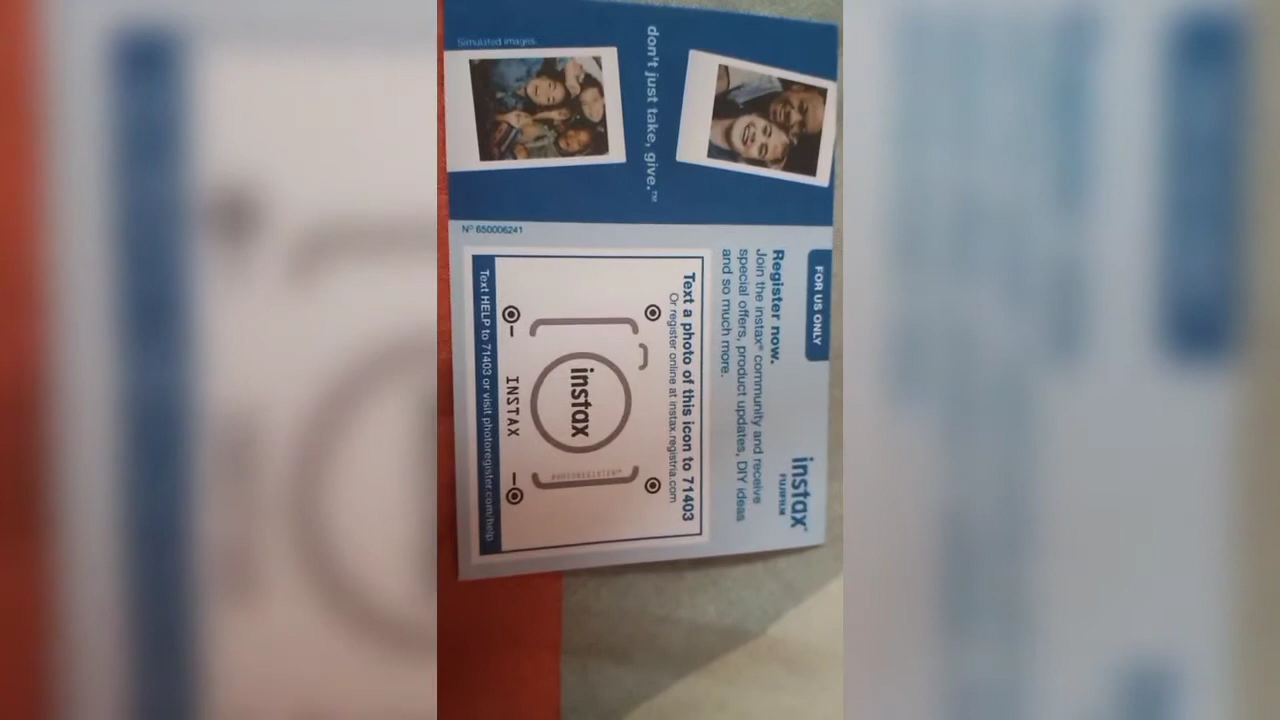 Simulated images.
don't just take, give.™
FOR US ONLY
instax®
FUJIFILM
Register now.
Join the instax® community and receive
special offers, product updates, DIY ideas
and so much more.
Nº 650006241
Text a photo of this icon to 71403
Or register online at instax.registria.com
instax
INSTAX
Text HELP to 71403 or visit photoregister.com/help